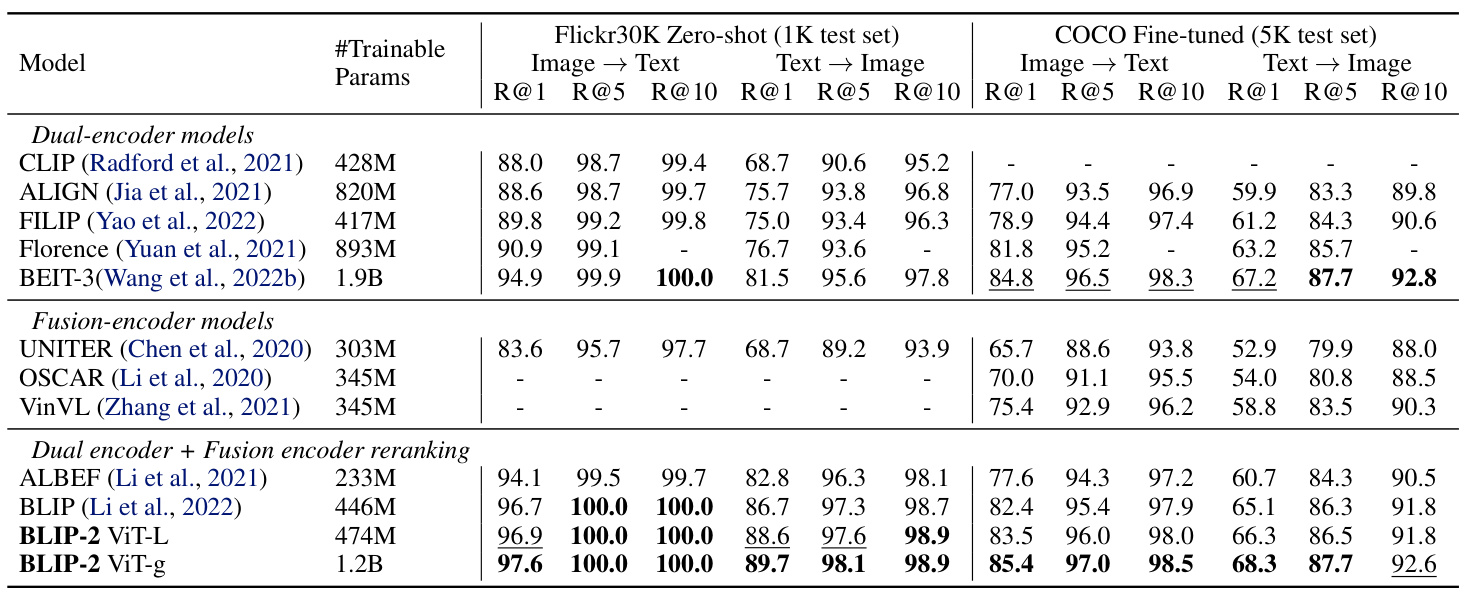 Model #Trainable Params Flickr30K Zero-shot (1K test set) COCO Fine-tuned (5K test set)
Image → Text Text → Image Image → Text Text → Image
R@1 R@5 R@10 R@1 R@5 R@10 R@1 R@5 R@10 R@1 R@5 R@10
Dual-encoder models
CLIP (Radford et al., 2021) 428M 88.0 98.7 99.4 68.7 90.6 95.2 - - - - - -
ALIGN (Jia et al., 2021) 820M 88.6 98.7 99.7 75.7 93.8 96.8 77.0 93.5 96.9 59.9 83.3 89.8
FILIP (Yao et al., 2022) 417M 89.8 99.2 99.8 75.0 93.4 96.3 78.9 94.4 97.4 61.2 84.3 90.6
Florence (Yuan et al., 2021) 893M 90.9 99.1 - 76.7 93.6 - 81.8 95.2 - 63.2 85.7 -
BEIT-3(Wang et al., 2022b) 1.9B 94.9 99.9 100.0 81.5 95.6 97.8 84.8 96.5 98.3 67.2 87.7 92.8
Fusion-encoder models
UNITER (Chen et al., 2020) 303M 83.6 95.7 97.7 68.7 89.2 93.9 65.7 88.6 93.8 52.9 79.9 88.0
OSCAR (Li et al., 2020) 345M - - - - - - 70.0 91.1 95.5 54.0 80.8 88.5
VinVL (Zhang et al., 2021) 345M - - - - - - 75.4 92.9 96.2 58.8 83.5 90.3
Dual encoder + Fusion encoder reranking
ALBEF (Li et al., 2021) 233M 94.1 99.5 99.7 82.8 96.3 98.1 77.6 94.3 97.2 60.7 84.3 90.5
BLIP (Li et al., 2022) 446M 96.7 100.0 100.0 86.7 97.3 98.7 82.4 95.4 97.9 65.1 86.3 91.8
BLIP-2 ViT-L 474M 96.9 100.0 100.0 88.6 97.6 98.9 83.5 96.0 98.0 66.3 86.5 91.8
BLIP-2 ViT-g 1.2B 97.6 100.0 100.0 89.7 98.1 98.9 85.4 97.0 98.5 68.3 87.7 92.6